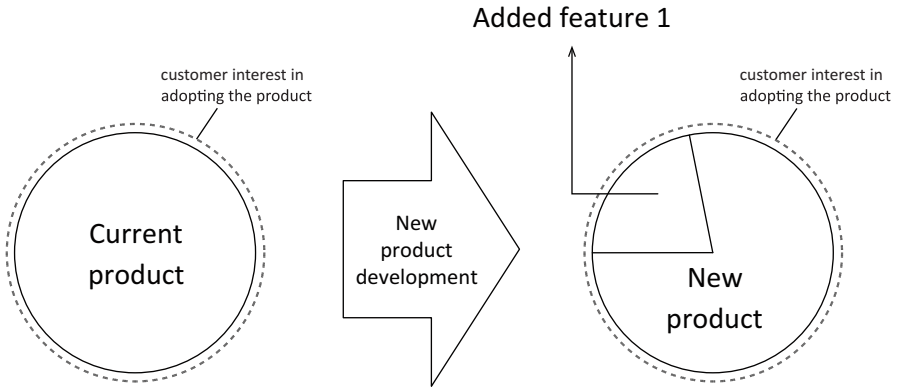 Added feature 1
customer interest in
adopting the product
customer interest in
adopting the product
Current
product
New
product
development
New
product